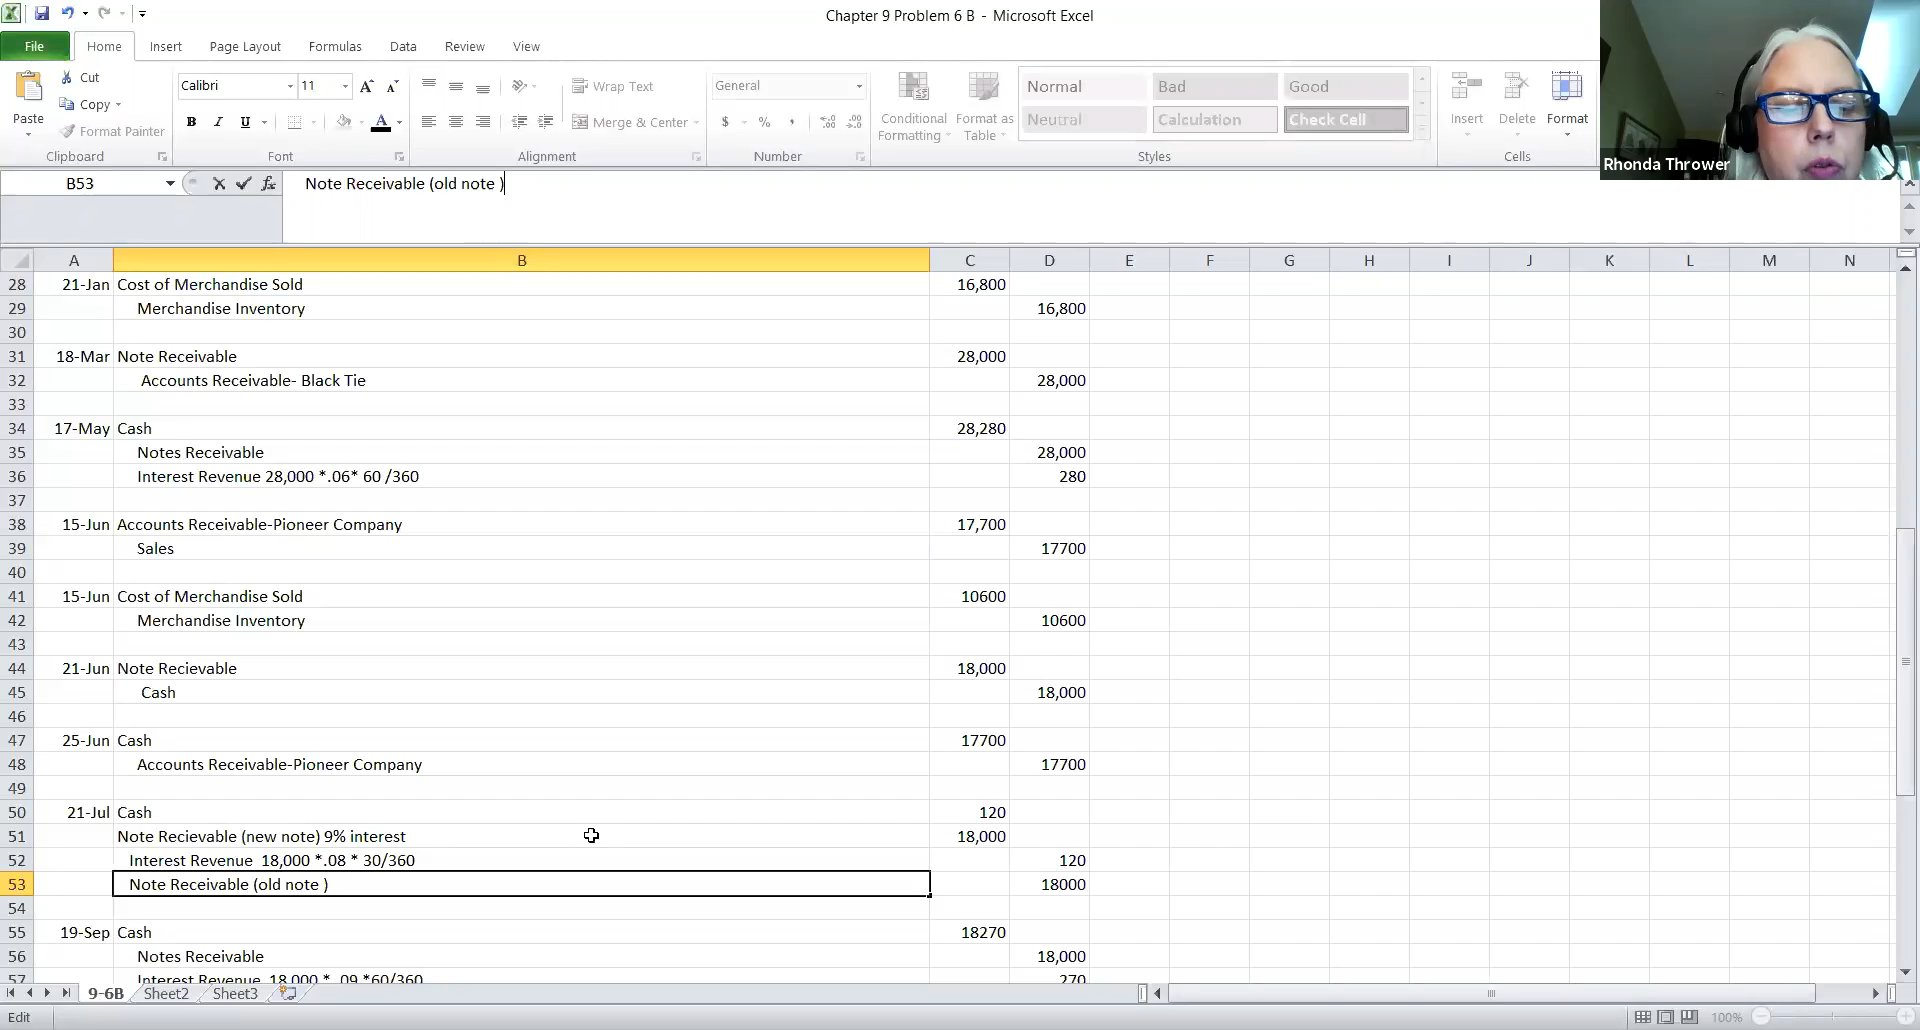 Chapter 9 Problem 6 B - Microsoft Excel
File Home Insert Page Layout Formulas Data Review View
Paste
Cut
Copy
Format Painter
Clipboard
Calibri 11
B I U A
Font
Wrap Text
Merge & Center
Alignment
General
$ % ,
Number
Conditional Formatting
Format as Table
Normal Bad Good
Neutral Calculation Check Cell
Styles
Insert Delete Format
Cells
Rhonda Thrower
B53 fx Note Receivable (old note )
A B C D E F G H I J K L M N
28 21-Jan Cost of Merchandise Sold 16,800
29 Merchandise Inventory 16,800
30
31 18-Mar Note Receivable 28,000
32 Accounts Receivable- Black Tie 28,000
33
34 17-May Cash 28,280
35 Notes Receivable 28,000
36 Interest Revenue 28,000 *.06* 60 /360 280
37
38 15-Jun Accounts Receivable-Pioneer Company 17,700
39 Sales 17700
40
41 15-Jun Cost of Merchandise Sold 10600
42 Merchandise Inventory 10600
43
44 21-Jun Note Recievable 18,000
45 Cash 18,000
46
47 25-Jun Cash 17700
48 Accounts Receivable-Pioneer Company 17700
49
50 21-Jul Cash 120
51 Note Recievable (new note) 9% interest 18,000
52 Interest Revenue 18,000 *.08 * 30/360 120
53 Note Receivable (old note ) 18000
54
55 19-Sep Cash 18270
56 Notes Receivable 18,000
57 Interest Revenue 18,000 * .09 *60/360 270
9-6B Sheet2 Sheet3
Edit 100%